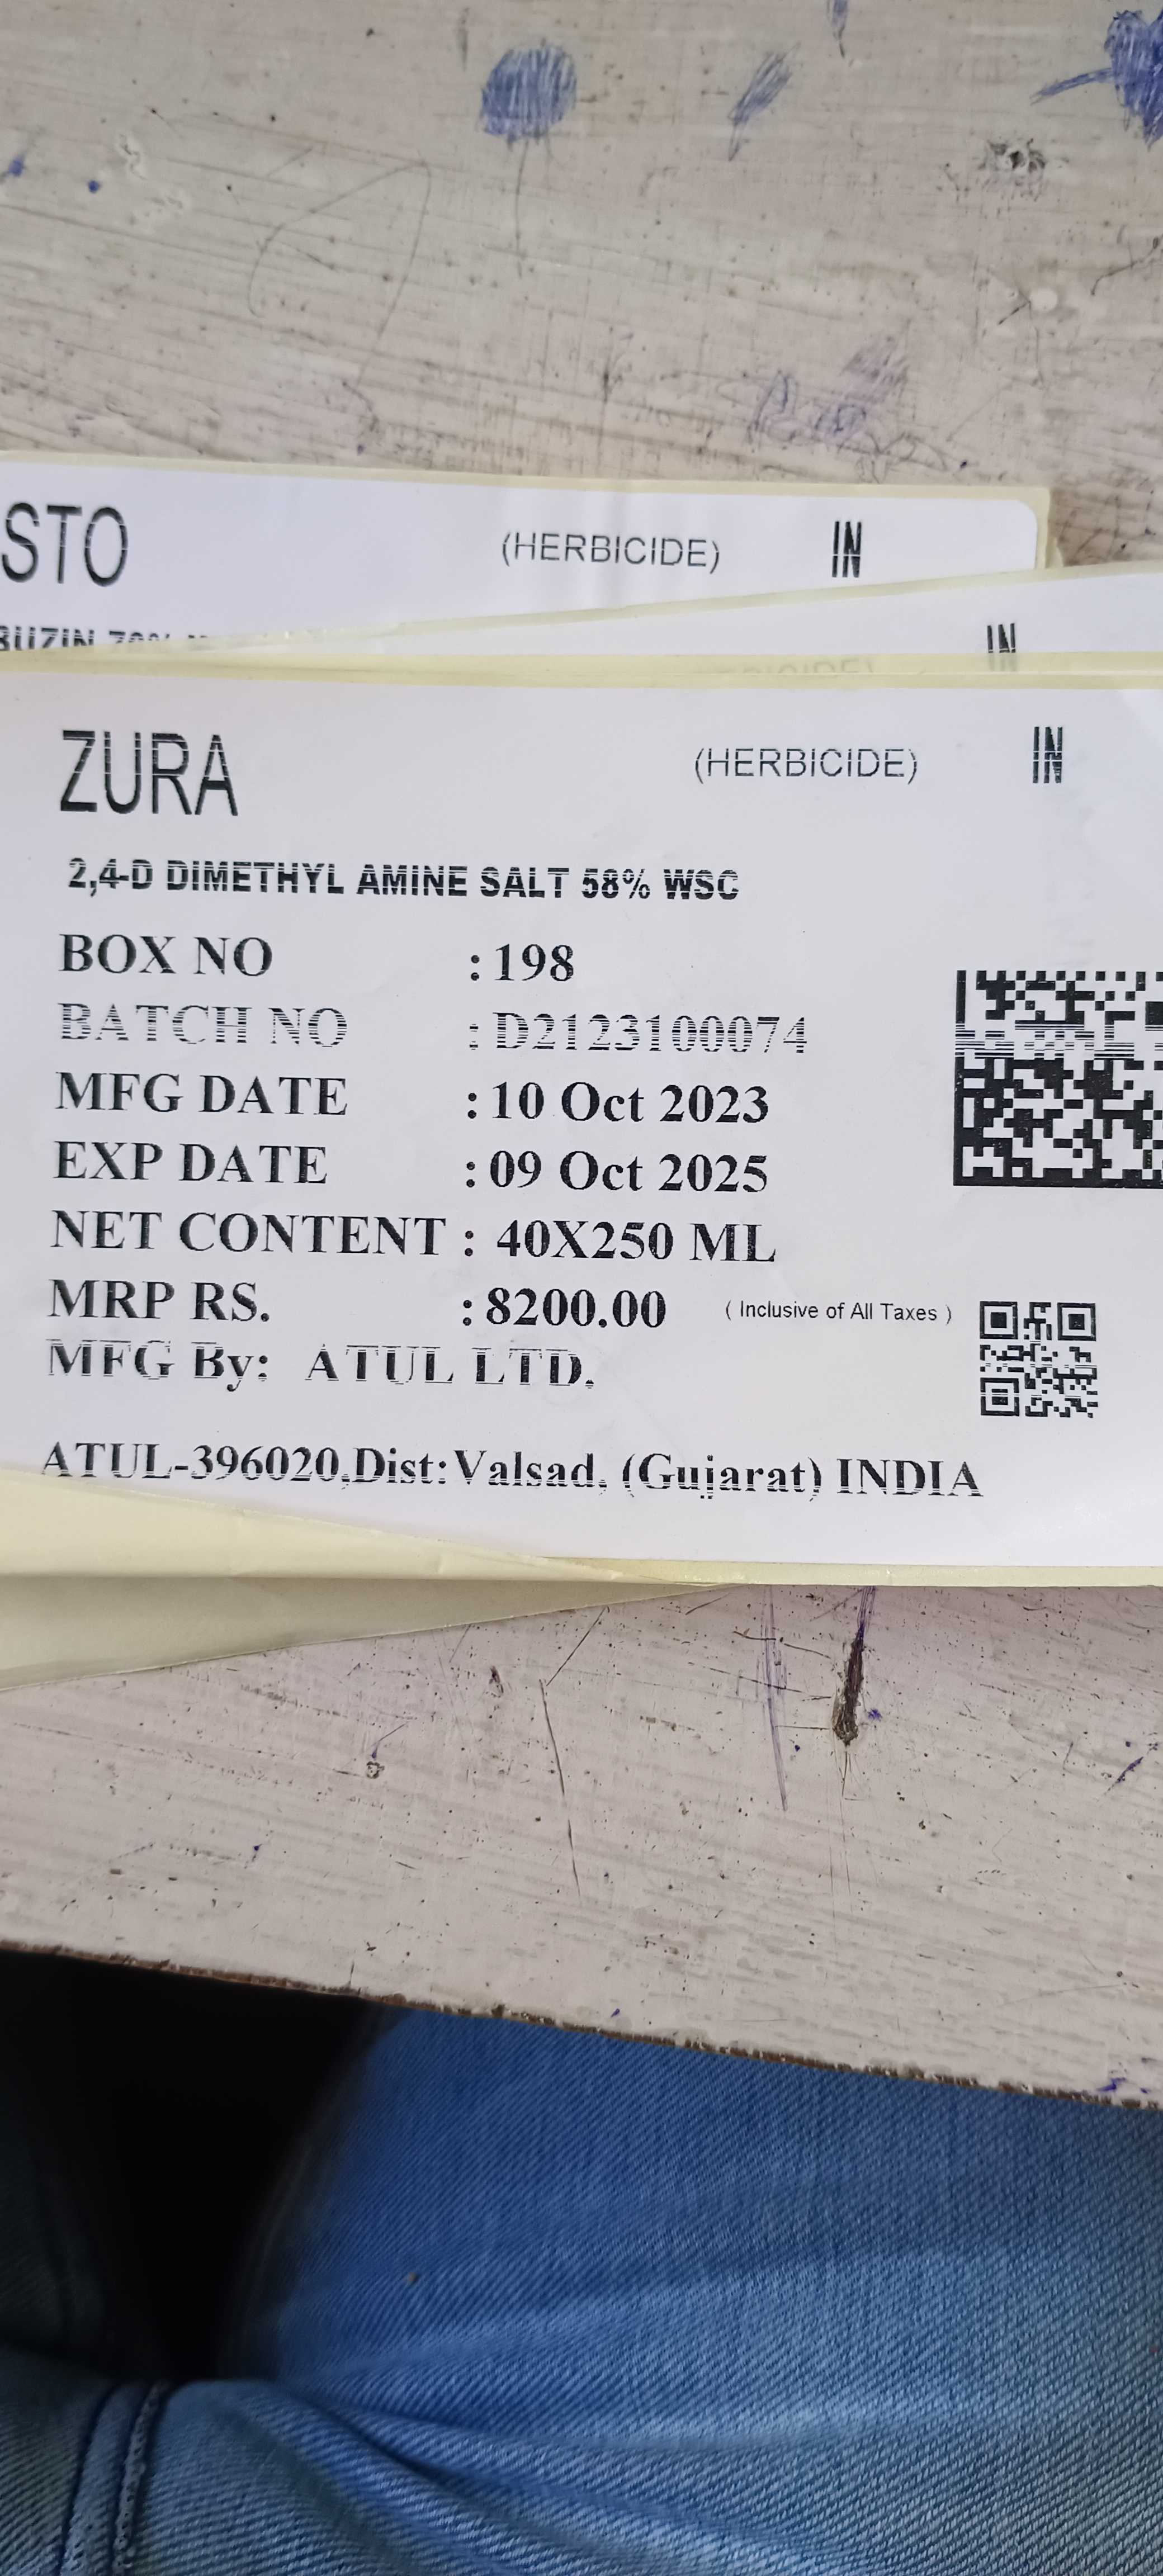 STO (HERBICIDE) IN
IN
ZURA (HERBICIDE) IN
2,4-D DIMETHYL AMINE SALT 58% WSC
BOX NO : 198
BATCH NO : D2123100074
MFG DATE : 10 Oct 2023
EXP DATE : 09 Oct 2025
NET CONTENT : 40X250 ML
MRP RS. : 8200.00 ( Inclusive of All Taxes )
MFG By: ATUL LTD.
ATUL-396020,Dist:Valsad, (Gujarat) INDIA